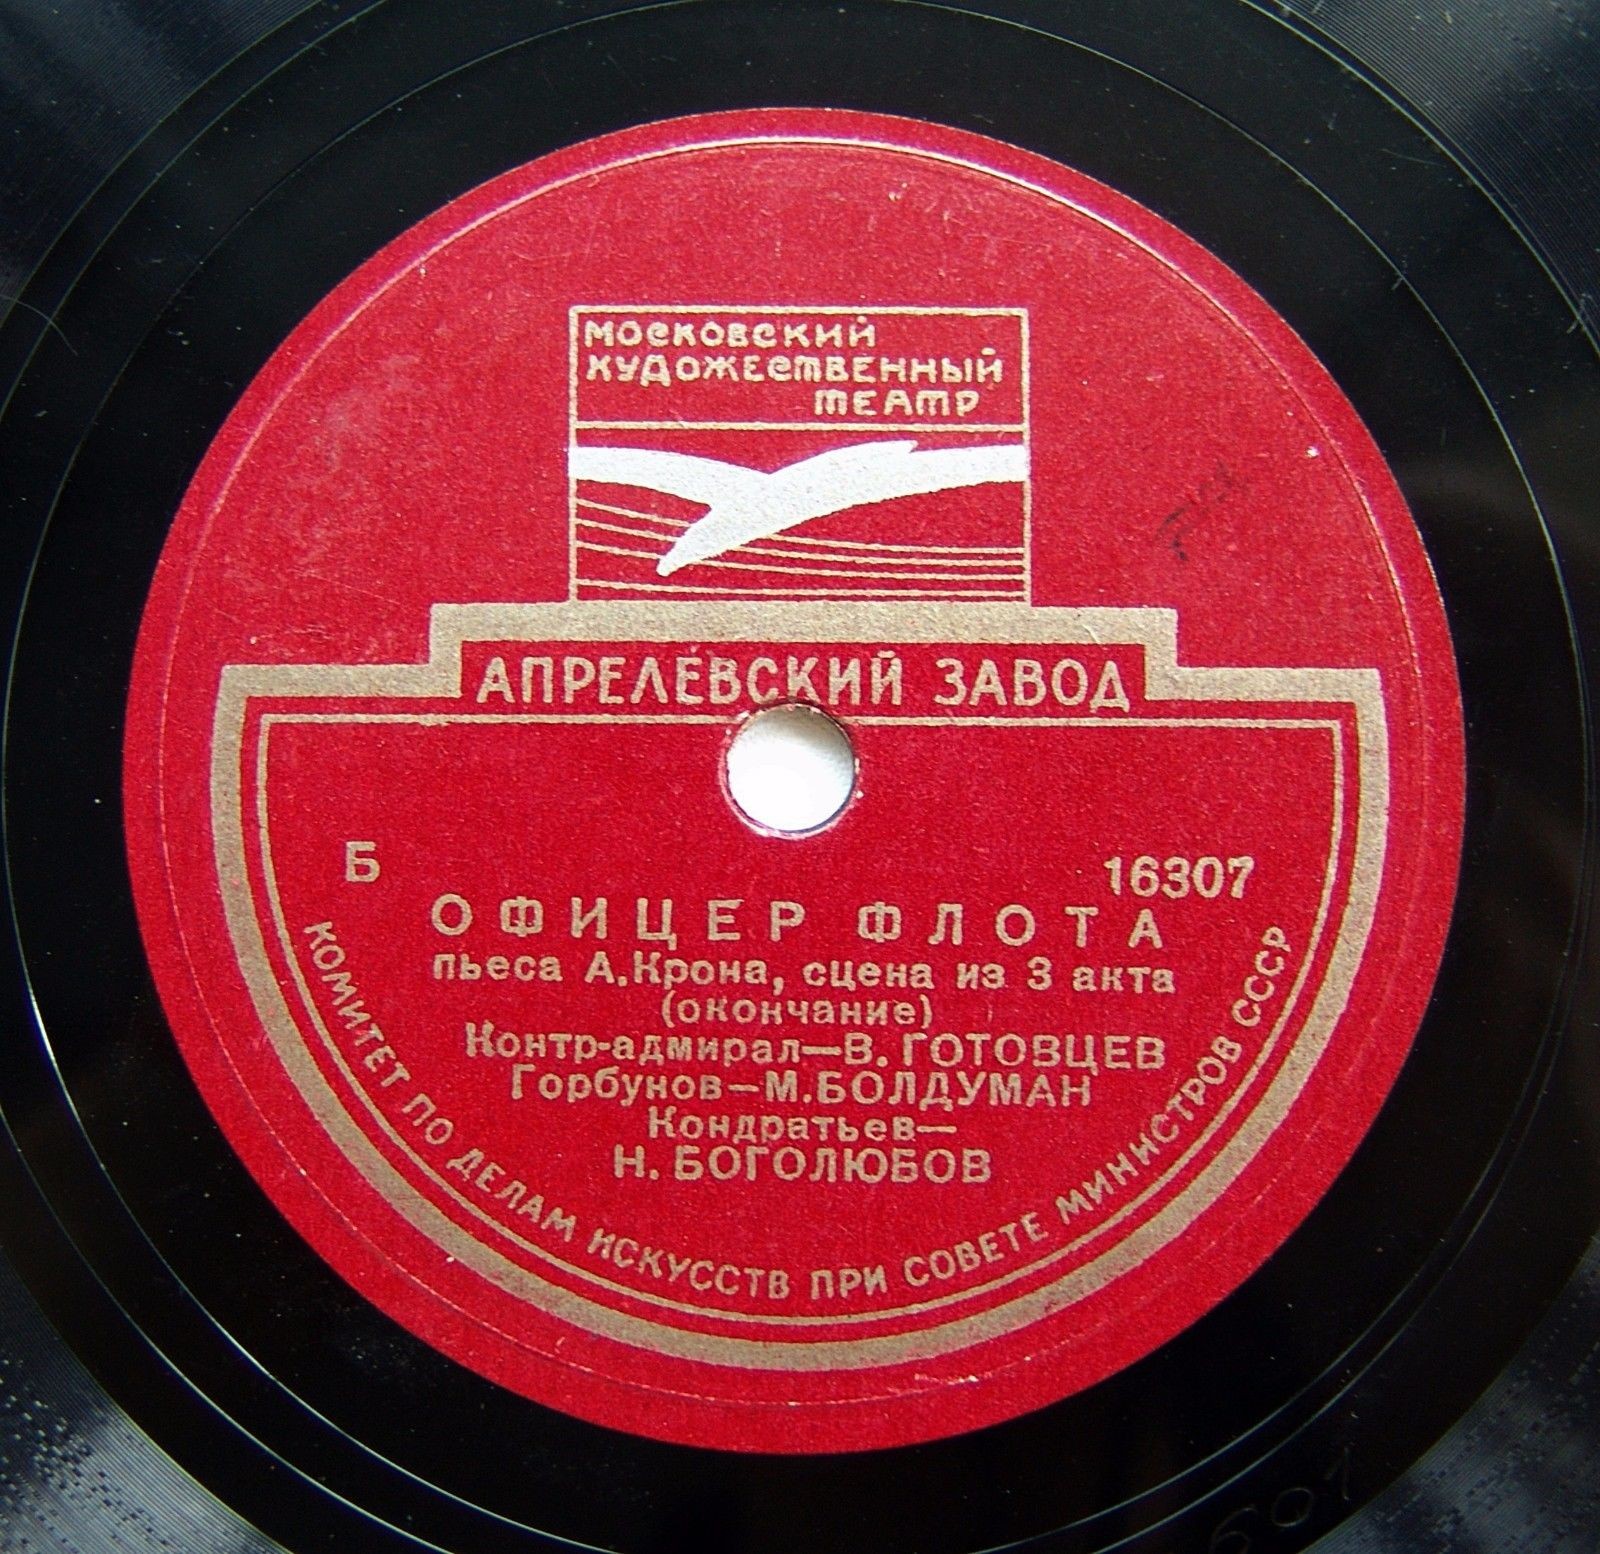 МОСКОВСКИЙ
ХУДОЖЕСТВЕННЫЙ
ТЕАТР
АПРЕЛЕВСКИЙ ЗАВОД
Б 16307
ОФИЦЕР ФЛОТА
пьеса А.Крона, сцена из 3 акта
(окончание)
Контр-адмирал—В. ГОТОВЦЕВ
Горбунов—М.БОЛДУМАН
Кондратьев—
Н. БОГОЛЮБОВ
КОМИТЕТ ПО ДЕЛАМ ИСКУССТВ ПРИ СОВЕТЕ МИНИСТРОВ СССР